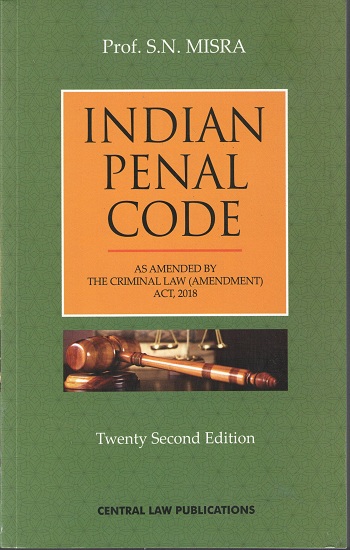 Prof. S.N. MISRA
INDIAN
PENAL
CODE
AS AMENDED BY
THE CRIMINAL LAW (AMENDMENT)
ACT, 2018
Twenty Second Edition
CENTRAL LAW PUBLICATIONS